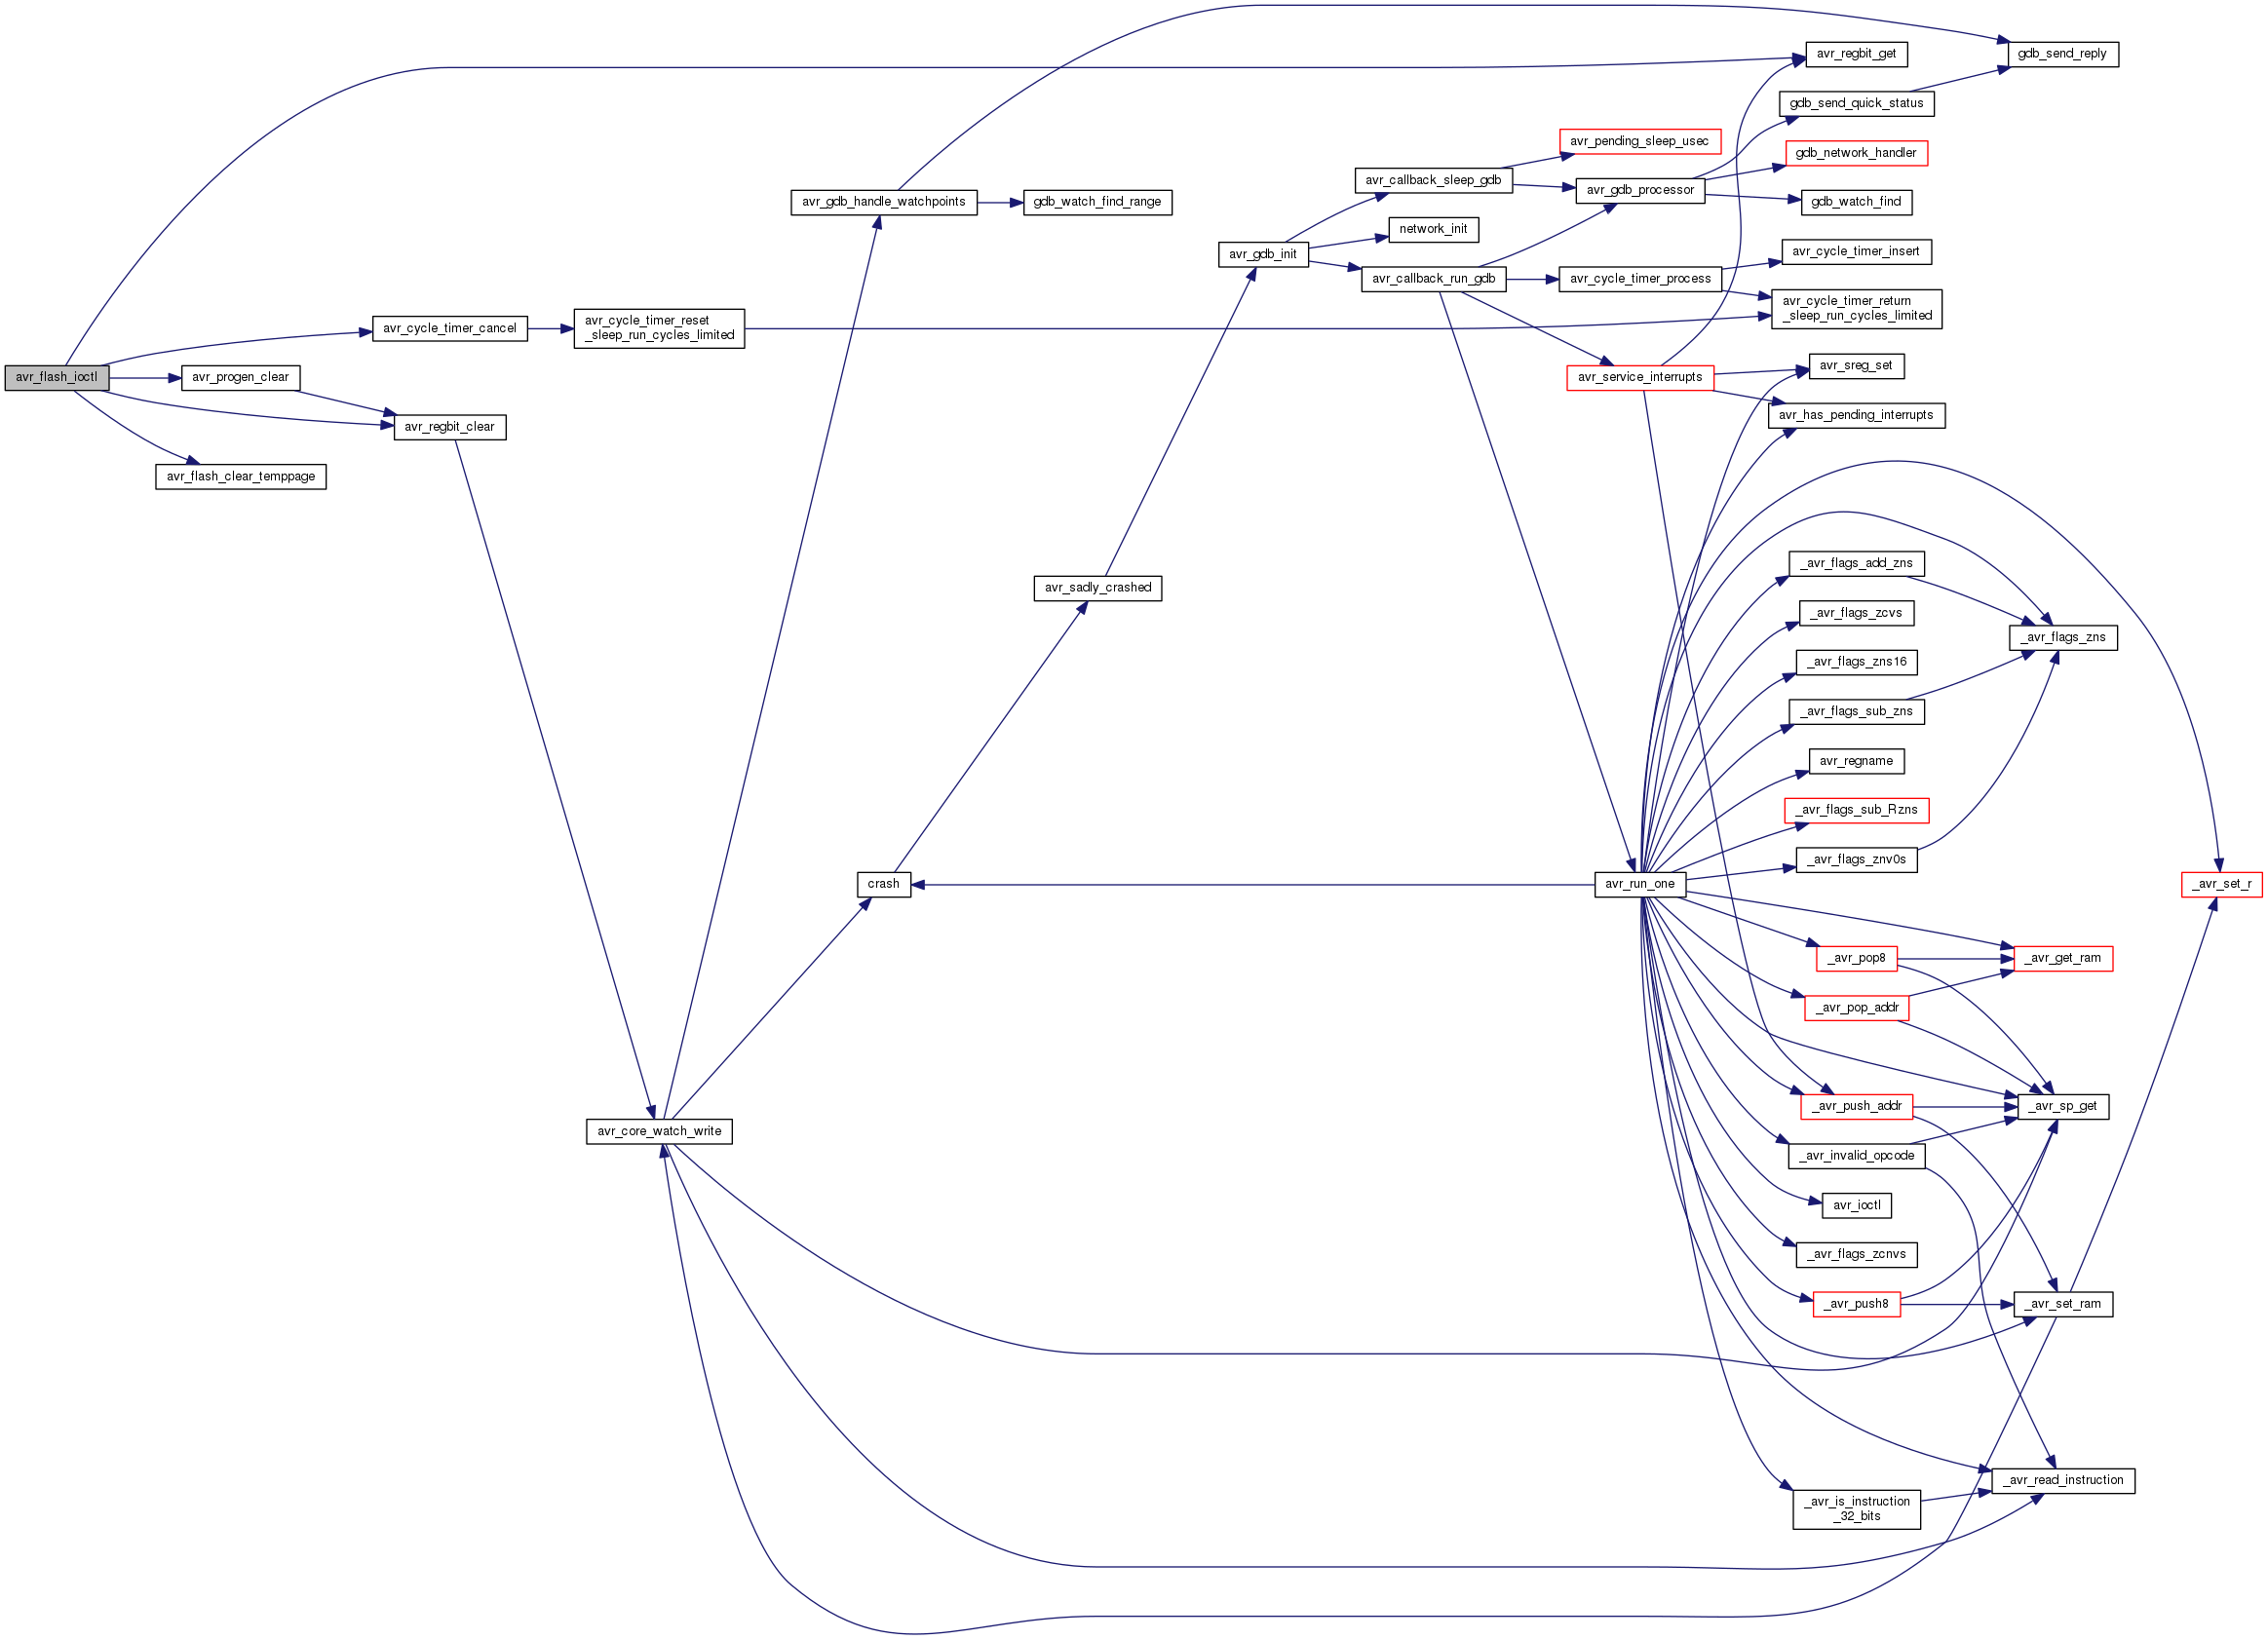 avr_flash_ioctl
avr_cycle_timer_cancel
avr_progen_clear
avr_regbit_clear
avr_flash_clear_temppage
avr_cycle_timer_reset
_sleep_run_cycles_limited
avr_core_watch_write
avr_gdb_handle_watchpoints
gdb_watch_find_range
crash
avr_sadly_crashed
avr_gdb_init
avr_callback_sleep_gdb
network_init
avr_callback_run_gdb
avr_pending_sleep_usec
avr_gdb_processor
avr_cycle_timer_process
avr_service_interrupts
avr_run_one
avr_regbit_get
gdb_send_reply
gdb_send_quick_status
gdb_network_handler
gdb_watch_find
avr_cycle_timer_insert
avr_cycle_timer_return
_sleep_run_cycles_limited
avr_sreg_set
avr_has_pending_interrupts
_avr_flags_add_zns
_avr_flags_zcvs
_avr_flags_zns
_avr_flags_zns16
_avr_flags_sub_zns
avr_regname
_avr_flags_sub_Rzns
_avr_flags_znv0s
_avr_set_r
_avr_pop8
_avr_get_ram
_avr_pop_addr
_avr_push_addr
_avr_sp_get
_avr_invalid_opcode
avr_ioctl
_avr_flags_zcnvs
_avr_push8
_avr_set_ram
_avr_read_instruction
_avr_is_instruction
_32_bits